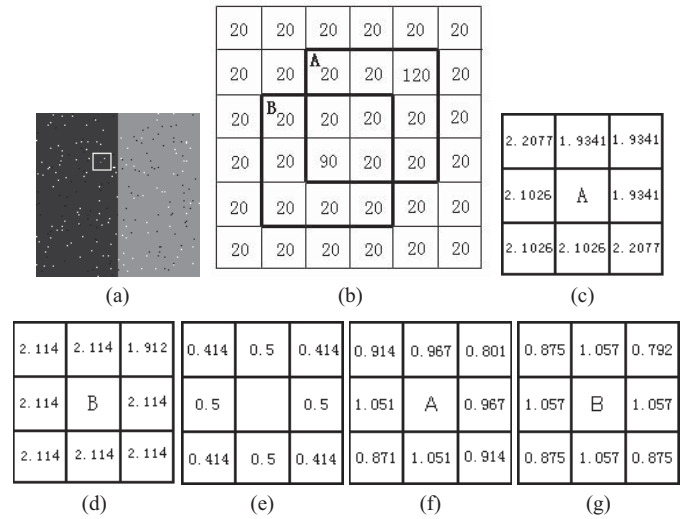 20 20 20 20 20 20
20 20 A 20 20 120 20
20 B 20 20 20 20 20
20 20 90 20 20 20
20 20 20 20 20 20
20 20 20 20 20 20
2.2077 1.9341 1.9341
2.1026 A 1.9341
2.1026 2.1026 2.2077
(a) (b) (c)
2.114 2.114 1.912
2.114 B 2.114
2.114 2.114 2.114
0.414 0.5 0.414
0.5 0.5
0.414 0.5 0.414
0.914 0.967 0.801
1.051 A 0.967
0.871 1.051 0.914
0.875 1.057 0.792
1.057 B 1.057
0.875 1.057 0.875
(d) (e) (f) (g)